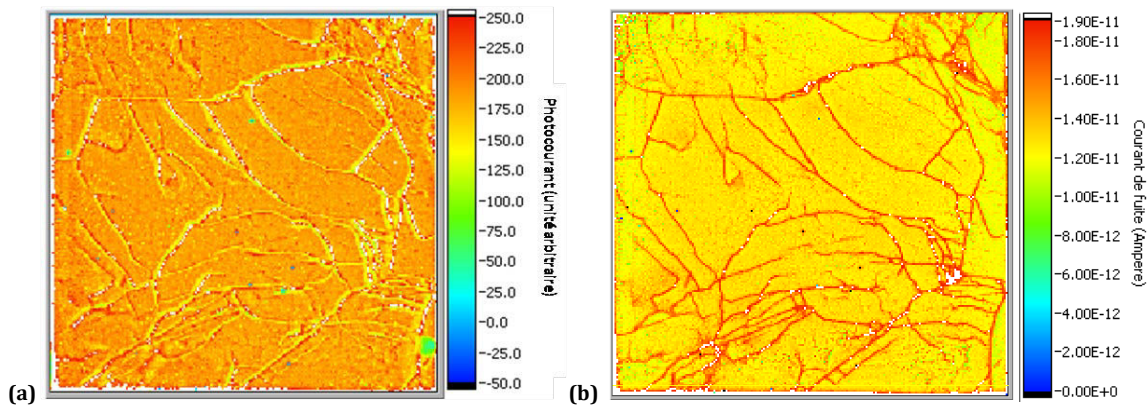 250.0
225.0
200.0
175.0
150.0
125.0
100.0
75.0
50.0
25.0
0.0
-25.0
-50.0
Photocourant (unité arbitraire)
(a)
1.90E-11
1.80E-11
1.60E-11
1.40E-11
1.20E-11
1.00E-11
8.00E-12
6.00E-12
4.00E-12
2.00E-12
0.00E+0
Courant de fuite (Ampere)
(b)